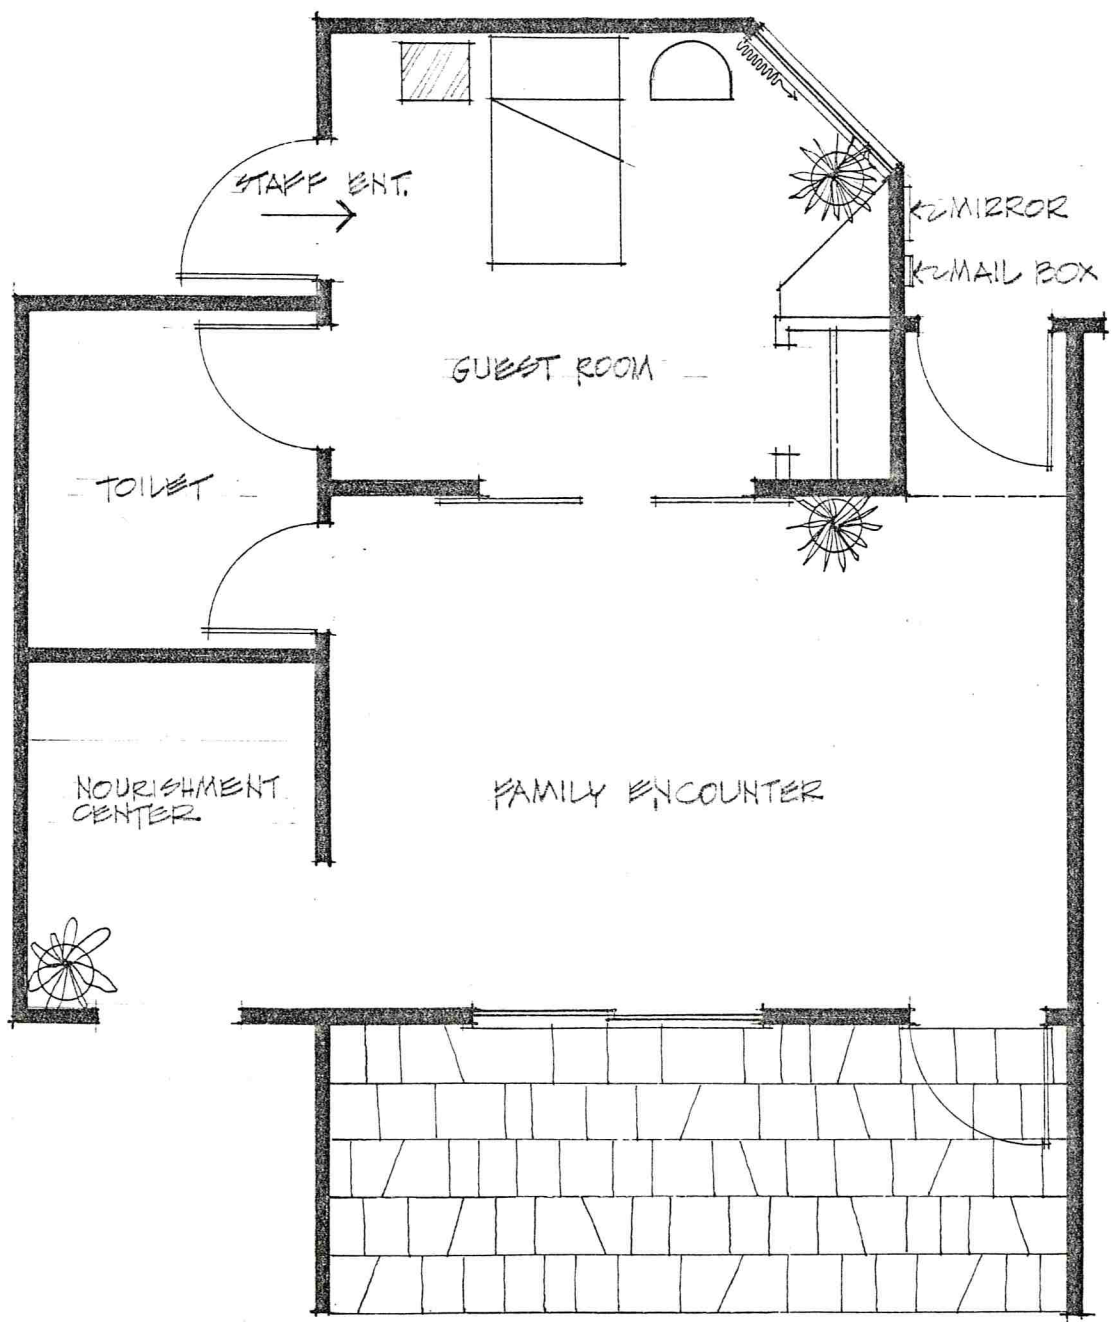 STAFF ENT.
MIRROR
MAIL BOX
GUEST ROOM
TOILET
NOURISHMENT
CENTER
FAMILY ENCOUNTER